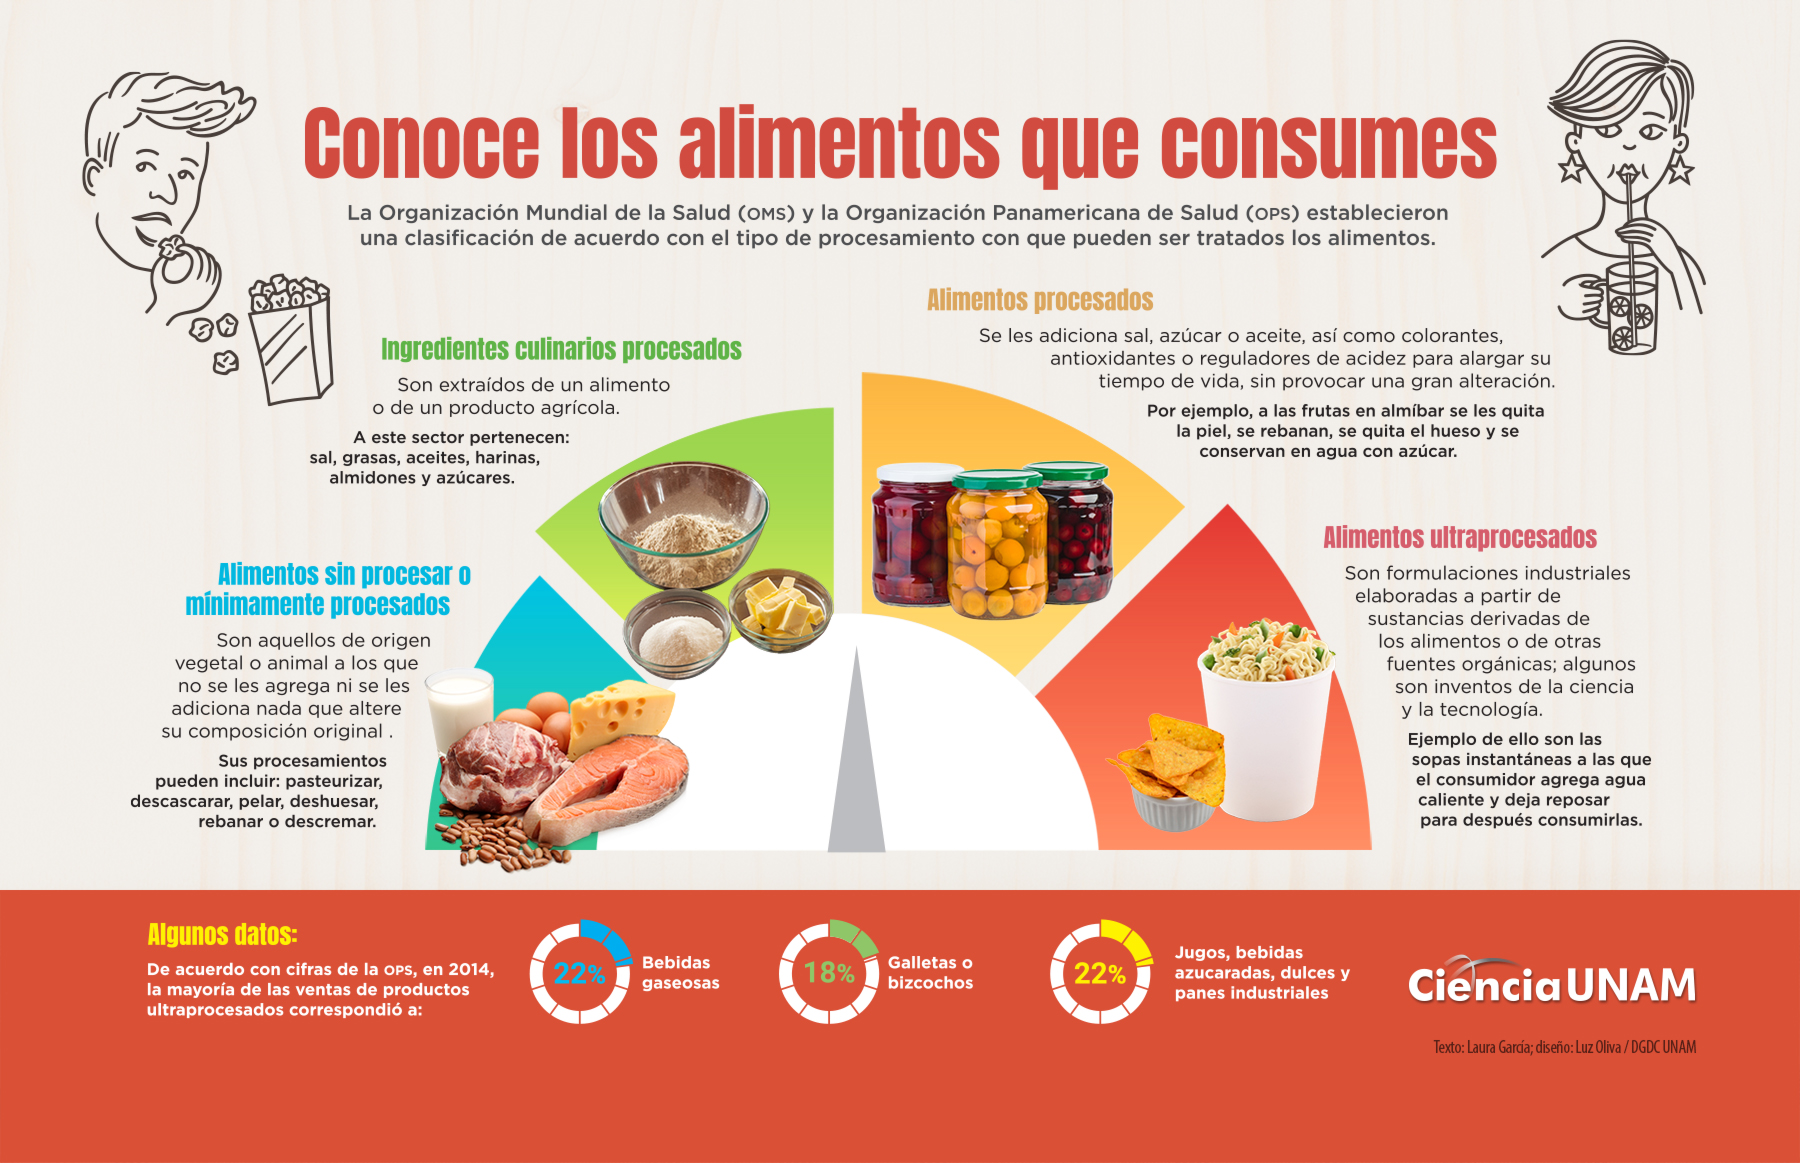 Conoce los alimentos que consumes
La Organización Mundial de la Salud (OMS) y la Organización Panamericana de Salud (OPS) establecieron
una clasificación de acuerdo con el tipo de procesamiento con que pueden ser tratados los alimentos.
Alimentos sin procesar o
mínimamente procesados
Son aquellos de origen
vegetal o animal a los que
no se les agrega ni se les
adiciona nada que altere
su composición original .
Sus procesamientos
pueden incluir: pasteurizar,
descascarar, pelar, deshuesar,
rebanar o descremar.
Ingredientes culinarios procesados
Son extraídos de un alimento
o de un producto agrícola.
A este sector pertenecen:
sal, grasas, aceites, harinas,
almidones y azúcares.
Alimentos procesados
Se les adiciona sal, azúcar o aceite, así como colorantes,
antioxidantes o reguladores de acidez para alargar su
tiempo de vida, sin provocar una gran alteración.
Por ejemplo, a las frutas en almíbar se les quita
la piel, se rebanan, se quita el hueso y se
conservan en agua con azúcar.
Alimentos ultraprocesados
Son formulaciones industriales
elaboradas a partir de
sustancias derivadas de
los alimentos o de otras
fuentes orgánicas; algunos
son inventos de la ciencia
y la tecnología.
Ejemplo de ello son las
sopas instantáneas a las que
el consumidor agrega agua
caliente y deja reposar
para después consumirlas.
Algunos datos:
De acuerdo con cifras de la OPS, en 2014,
la mayoría de las ventas de productos
ultraprocesados correspondió a:
22%
Bebidas
gaseosas
18%
Galletas o
bizcochos
22%
Jugos, bebidas
azucaradas, dulces y
panes industriales
Ciencia UNAM
Texto: Laura García; diseño: Luz Oliva / DGDC UNAM